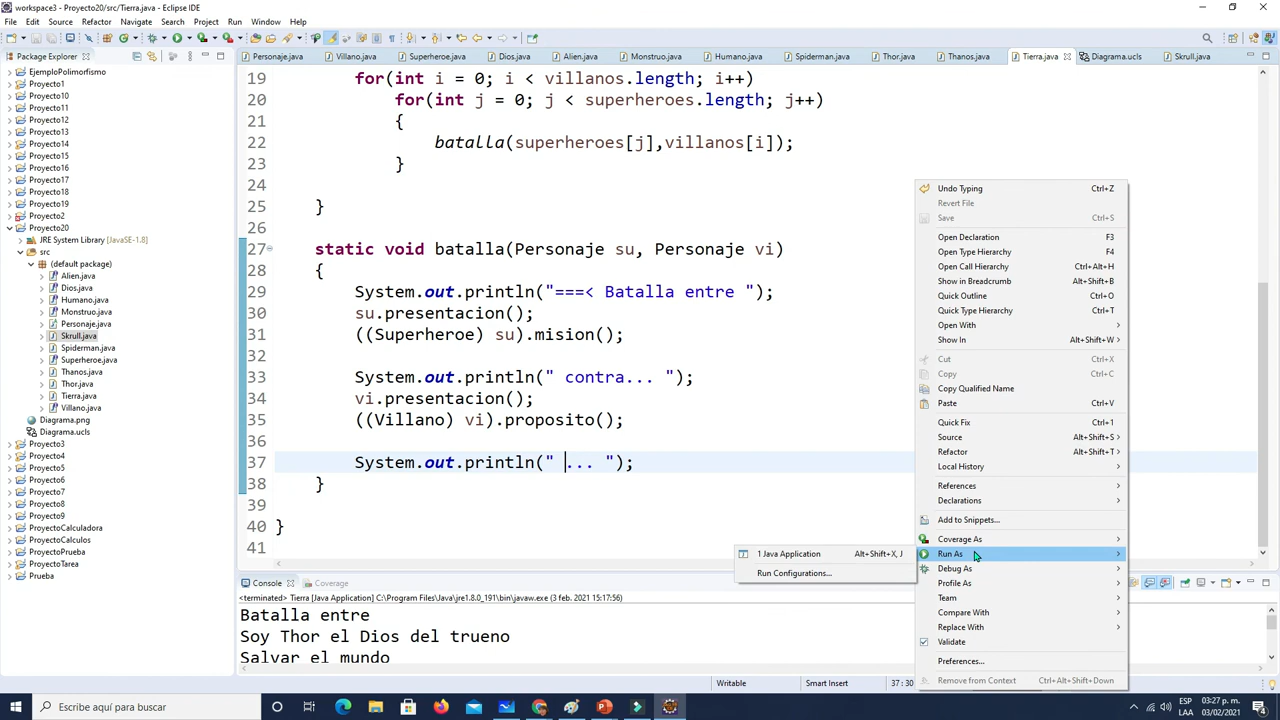 workspace3 - Proyecto20/src/Tierra.java - Eclipse IDE
File Edit Source Refactor Navigate Search Project Run Window Help
Package Explorer
Personaje.java Villano.java Superheroe.java Dios.java Alien.java Monstruo.java Humano.java Spiderman.java Thor.java Thanos.java Tierra.java Diagrama.ucls Skrull.java
EjemploPolimorfismo
Proyecto1
Proyecto10
Proyecto11
Proyecto12
Proyecto13
Proyecto14
Proyecto15
Proyecto16
Proyecto17
Proyecto18
Proyecto19
Proyecto2
Proyecto20
JRE System Library [JavaSE-1.8]
src
(default package)
Alien.java
Dios.java
Humano.java
Monstruo.java
Personaje.java
Skrull.java
Spiderman.java
Superheroe.java
Thanos.java
Thor.java
Tierra.java
Villano.java
Diagrama.png
Diagrama.ucls
Proyecto3
Proyecto4
Proyecto5
Proyecto6
Proyecto7
Proyecto8
Proyecto9
ProyectoCalculadora
ProyectoCirculos
ProyectoPrueba
ProyectoTarea
Prueba
19 for(int i = 0; i < villanos.length; i++)
20 for(int j = 0; j < superheroes.length; j++)
21 {
22 batalla(superheroes[j],villanos[i]);
23 }
24
25 }
26
27 static void batalla(Personaje su, Personaje vi)
28 {
29 System.out.println("===< Batalla entre ");
30 su.presentacion();
31 ((Superheroe) su).mision();
32
33 System.out.println(" contra... ");
34 vi.presentacion();
35 ((Villano) vi).proposito();
36
37 System.out.println(" ... ");
38 }
39
40 }
41
Undo Typing Ctrl+Z
Revert File
Save Ctrl+S
Open Declaration F3
Open Type Hierarchy F4
Open Call Hierarchy Ctrl+Alt+H
Show in Breadcrumb Alt+Shift+B
Quick Outline Ctrl+O
Quick Type Hierarchy Ctrl+T
Open With
Show In Alt+Shift+W
Cut Ctrl+X
Copy Ctrl+C
Copy Qualified Name
Paste Ctrl+V
Quick Fix Ctrl+1
Source Alt+Shift+S
Refactor Alt+Shift+T
Local History
References
Declarations
Add to Snippets...
Coverage As
Run As
Debug As
Profile As
Team
Compare With
Replace With
Validate
Preferences...
Remove from Context Ctrl+Alt+Shift+Down
1 Java Application Alt+Shift+X, J
Run Configurations...
Console Coverage
<terminated> Tierra [Java Application] C:\Program Files\Java\jre1.8.0_191\bin\javaw.exe (3 feb. 2021 15:17:56)
Batalla entre
Soy Thor el Dios del trueno
Salvar el mundo
Writable Smart Insert 37 : 30
Escribe aquí para buscar
ESP
LAA
03:27 p. m.
03/02/2021
4